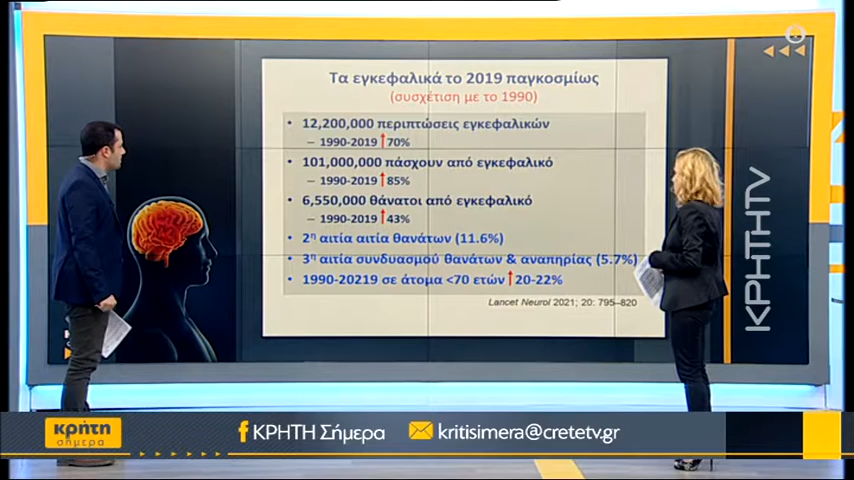 Τα εγκεφαλικά το 2019 παγκοσμίως
(συσχέτιση με το 1990)
• 12,200,000 περιπτώσεις εγκεφαλικών
– 1990-2019 ↑70%
• 101,000,000 πάσχουν από εγκεφαλικό
– 1990-2019 ↑85%
• 6,550,000 θάνατοι από εγκεφαλικό
– 1990-2019 ↑43%
• 2η αιτία αιτία θανάτων (11.6%)
• 3η αιτία συνδυασμού θανάτων & αναπηρίας (5.7%)
• 1990-20219 σε άτομα <70 ετών ↑20-22%
Lancet Neurol 2021; 20: 795–820
ΚΡΗΤΗTV
κρήτη
σήμερα
ΚΡΗΤΗ Σήμερα
kritisimera@cretetv.gr